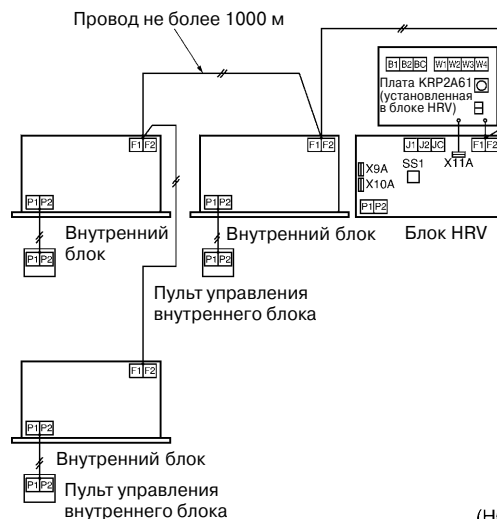 Провод не более 1000 м
B1 B2 BC W1 W2 W3 W4
Плата KRP2A61
(установленная
в блоке HRV)
F1 F2
F1 F2
J1 J2 JC
F1 F2
SS1
X11A
X9A
X10A
P1 P2
P1 P2
P1 P2
Внутренний
блок
Внутренний блок
Блок HRV
P1 P2
P1 P2
Пульт управления
внутреннего блока
F1 F2
P1 P2
Внутренний блок
P1 P2
Пульт управления
внутреннего блока